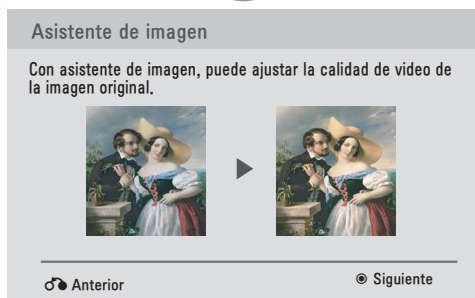 Asistente de imagen
Con asistente de imagen, puede ajustar la calidad de video de
la imagen original.
Anterior
Siguiente